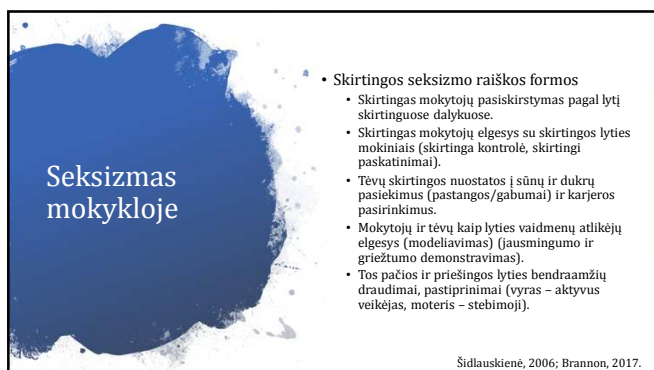 Seksizmas
mokykloje
• Skirtingos seksizmo raiškos formos
• Skirtingas mokytojų pasiskirstymas pagal lytį
skirtinguose dalykuose.
• Skirtingas mokytojų elgesys su skirtingos lyties
mokiniais (skirtinga kontrolė, skirtingi
paskatinimai).
• Tėvų skirtingos nuostatos į sūnų ir dukrų
pasiekimus (pastangos/gabumai) ir karjeros
pasirinkimus.
• Mokytojų ir tėvų kaip lyties vaidmenų atlikėjų
elgesys (modeliavimas) (jausmingumo ir
griežtumo demonstravimas).
• Tos pačios ir priešingos lyties bendraamžių
draudimai, pastiprinimai (vyras – aktyvus
veikėjas, moteris – stebimoji).
Šidlauskienė, 2006; Brannon, 2017.